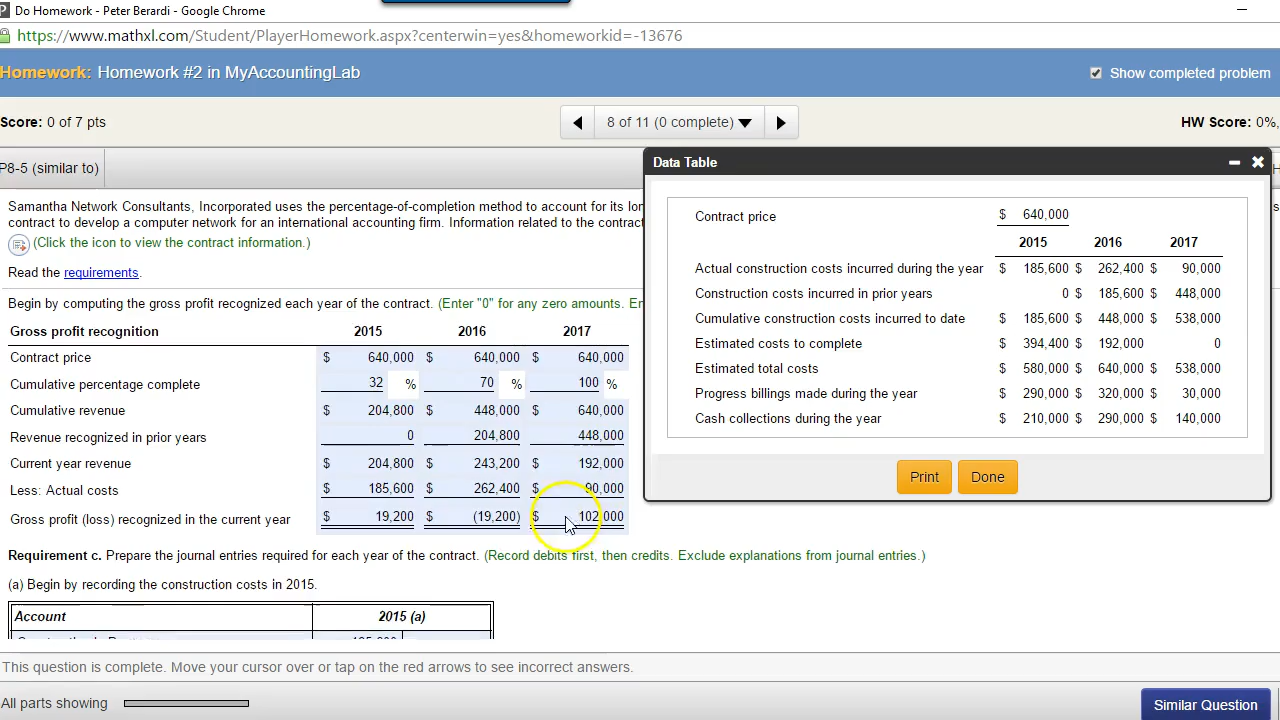 Do Homework - Peter Berardi - Google Chrome
https://www.mathxl.com/Student/PlayerHomework.aspx?centerwin=yes&homeworkid=-13676
Homework: Homework #2 in MyAccountingLab
Show completed problem
Score: 0 of 7 pts
8 of 11 (0 complete)
HW Score: 0%,
P8-5 (similar to)
Data Table
Samantha Network Consultants, Incorporated uses the percentage-of-completion method to account for its lon
contract to develop a computer network for an international accounting firm. Information related to the contract
(Click the icon to view the contract information.)
Read the requirements.
Contract price $ 640,000
2015 2016 2017
Actual construction costs incurred during the year $ 185,600 $ 262,400 $ 90,000
Construction costs incurred in prior years 0 $ 185,600 $ 448,000
Cumulative construction costs incurred to date $ 185,600 $ 448,000 $ 538,000
Estimated costs to complete $ 394,400 $ 192,000 0
Estimated total costs $ 580,000 $ 640,000 $ 538,000
Progress billings made during the year $ 290,000 $ 320,000 $ 30,000
Cash collections during the year $ 210,000 $ 290,000 $ 140,000
Print Done
Begin by computing the gross profit recognized each year of the contract. (Enter "0" for any zero amounts. En
Gross profit recognition 2015 2016 2017
Contract price $ 640,000 $ 640,000 $ 640,000
Cumulative percentage complete 32 % 70 % 100 %
Cumulative revenue $ 204,800 $ 448,000 $ 640,000
Revenue recognized in prior years 0 204,800 448,000
Current year revenue $ 204,800 $ 243,200 $ 192,000
Less: Actual costs $ 185,600 $ 262,400 $ 90,000
Gross profit (loss) recognized in the current year $ 19,200 $ (19,200) $ 102,000
Requirement c. Prepare the journal entries required for each year of the contract. (Record debits first, then credits. Exclude explanations from journal entries.)
(a) Begin by recording the construction costs in 2015.
Account 2015 (a)
This question is complete. Move your cursor over or tap on the red arrows to see incorrect answers.
All parts showing
Similar Question